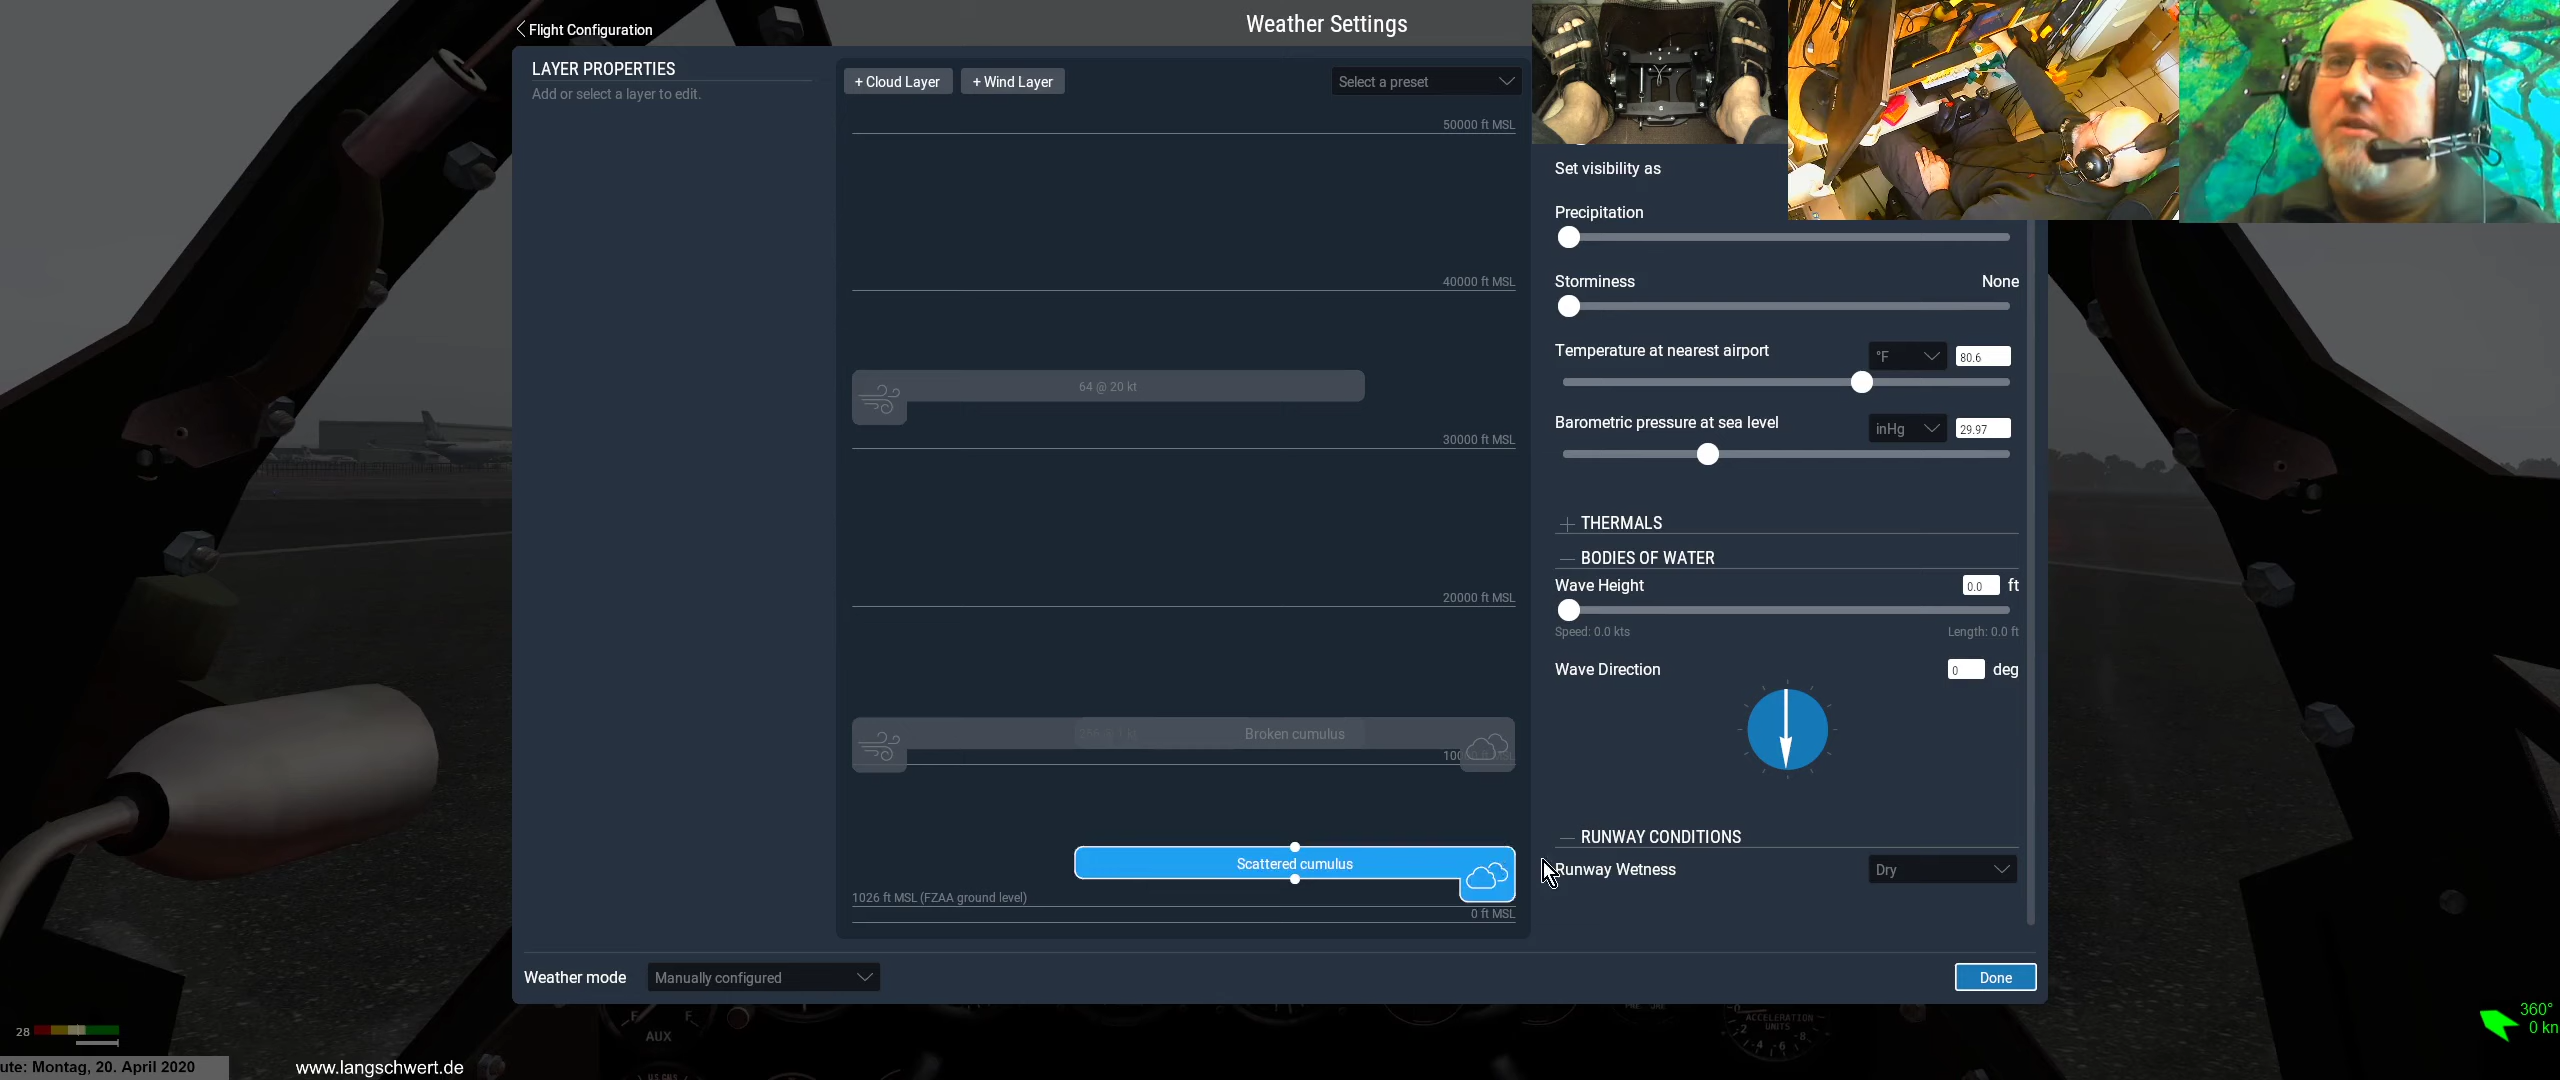 Flight Configuration
Weather Settings
LAYER PROPERTIES
Add or select a layer to edit.
+ Cloud Layer
+ Wind Layer
Select a preset
50000 ft MSL
40000 ft MSL
64 @ 20 kt
30000 ft MSL
20000 ft MSL
Broken cumulus
Scattered cumulus
1026 ft MSL (FZAA ground level)
0 ft MSL
Set visibility as
Precipitation
Storminess None
Temperature at nearest airport °F 80.6
Barometric pressure at sea level inHg 29.97
THERMALS
BODIES OF WATER
Wave Height 0.0 ft
Speed: 0.0 kts Length: 0.0 ft
Wave Direction 0 deg
RUNWAY CONDITIONS
Runway Wetness Dry
Weather mode Manually configured
Done
F F
AUX
ACCELERATION
UNITS
28
360°
0 kn
ute: Montag, 20. April 2020
www.langschwert.de